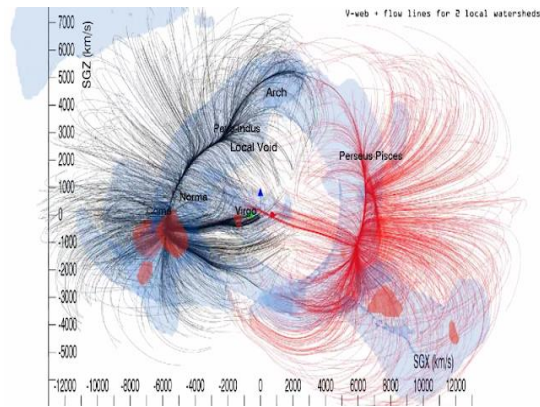 V-web + flow lines for 2 local watersheds
SGZ (km/s)
7000
6000
5000
4000
3000
2000
1000
0
-1000
-2000
-3000
-4000
-5000
Arch
Local Void
Perseus Pisces
Norma
Virgo
SGX (km/s)
-12000 -10000 -8000 -6000 -4000 -2000 0 2000 4000 6000 8000 10000 12000